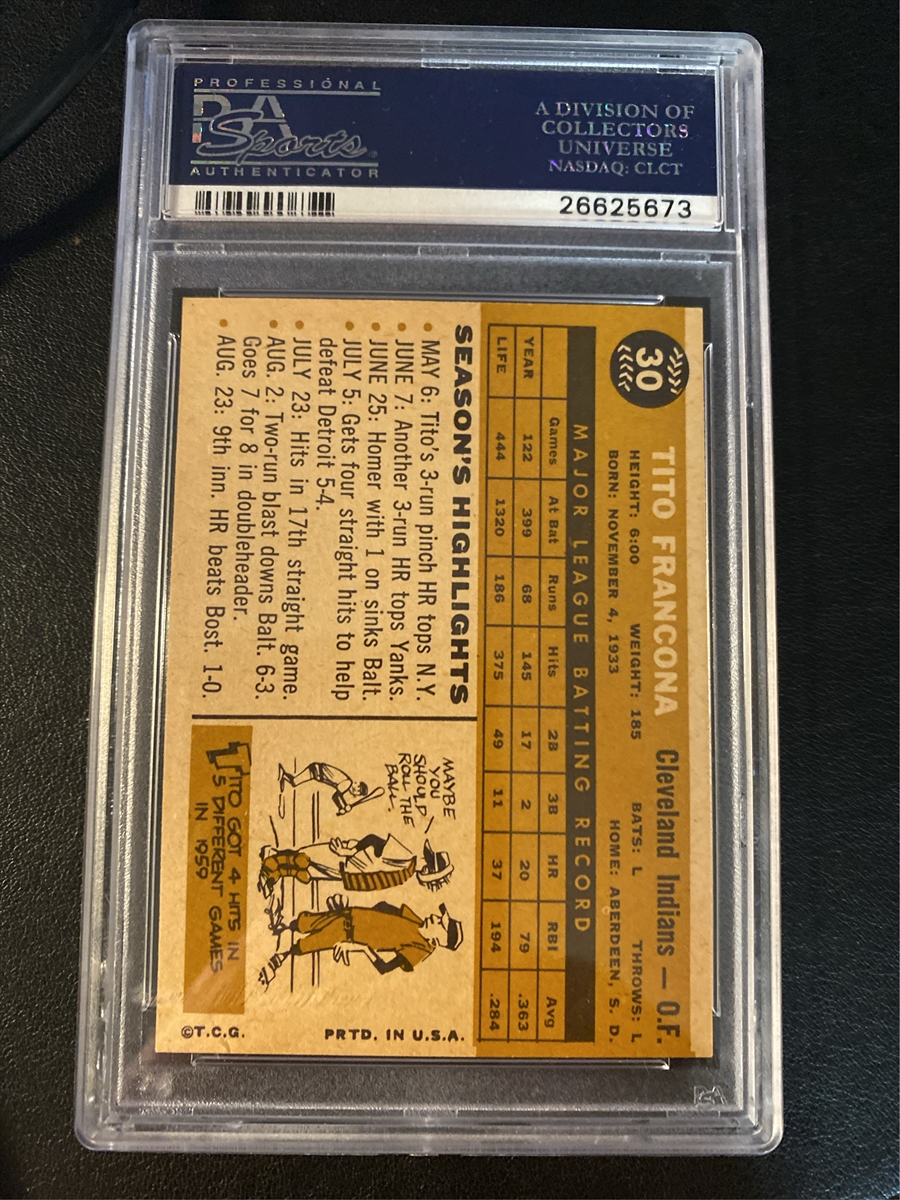 PROFESSIONAL
PSA
Sports
AUTHENTICATOR
A DIVISION OF
COLLECTORS
UNIVERSE
NASDAQ: CLCT
26625673
30
TITO FRANCONA Cleveland Indians — O.F.
HEIGHT: 6:00 WEIGHT: 185 BATS: L THROWS: L
BORN: NOVEMBER 4, 1933 HOME: ABERDEEN, S. D.
MAJOR LEAGUE BATTING RECORD
Games At Bat Runs Hits 2B 3B HR RBI Avg
YEAR 122 399 68 145 17 2 20 79 .363
LIFE 444 1320 186 375 49 11 37 194 .284
SEASON'S HIGHLIGHTS
• MAY 6: Tito's 3-run pinch HR tops N.Y.
• JUNE 7: Another 3-run HR tops Yanks.
• JUNE 25: Homer with 1 on sinks Balt.
• JULY 5: Gets four straight hits to help
defeat Detroit 5-4.
• JULY 23: Hits in 17th straight game.
• AUG. 2: Two-run blast downs Balt. 6-3.
Goes 7 for 8 in doubleheader.
• AUG. 23: 9th inn. HR beats Bost. 1-0.
MAYBE
YOU
SHOULD
ROLL THE
BALL.
TITO GOT 4 HITS IN
5 DIFFERENT GAMES
IN 1959
©T.C.G. PRTD. IN U.S.A.
PSA